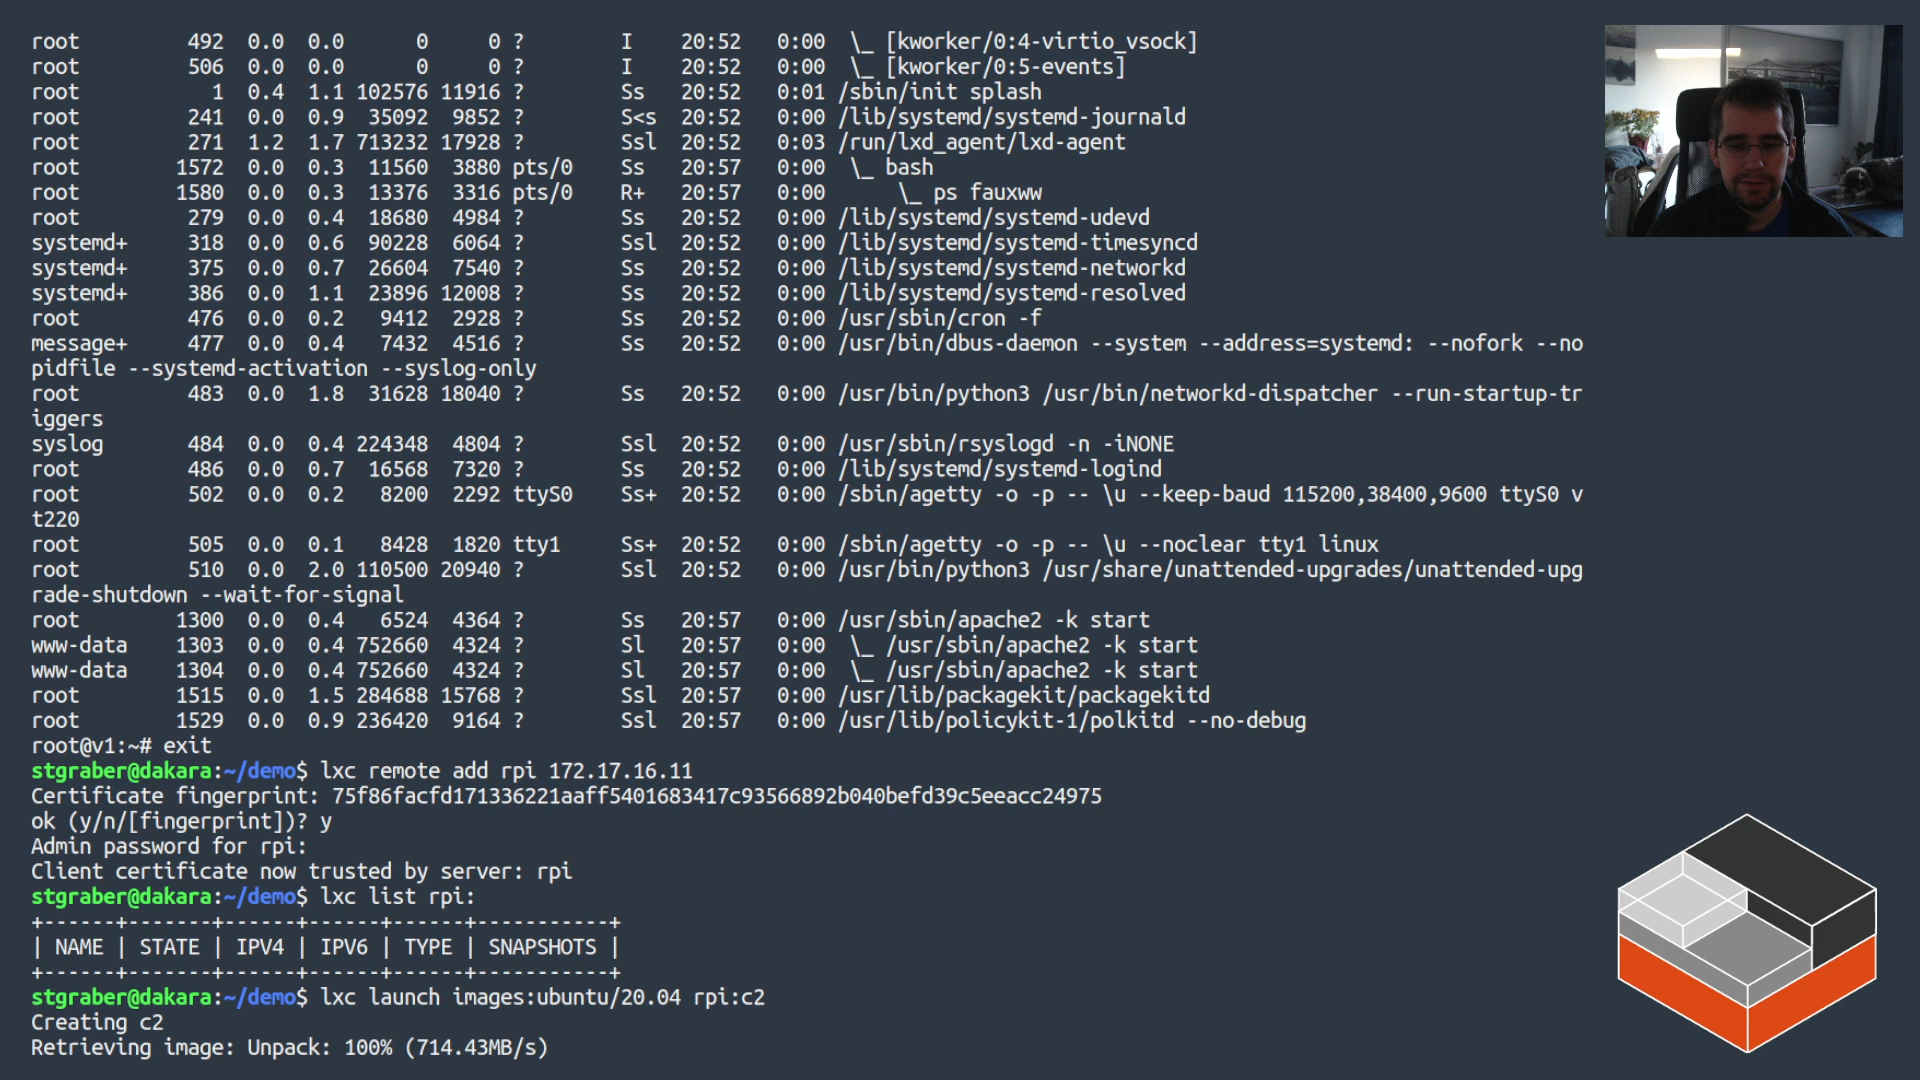 root         492  0.0  0.0      0     0 ?        I    20:52   0:00  \_ [kworker/0:4-virtio_vsock]
root         506  0.0  0.0      0     0 ?        I    20:52   0:00  \_ [kworker/0:5-events]
root           1  0.4  1.1 102576 11916 ?        Ss   20:52   0:01 /sbin/init splash
root         241  0.0  0.9  35092  9852 ?        S<s  20:52   0:00 /lib/systemd/systemd-journald
root         271  1.2  1.7 713232 17928 ?        Ssl  20:52   0:03 /run/lxd_agent/lxd-agent
root        1572  0.0  0.3  11560  3880 pts/0    Ss   20:57   0:00  \_ bash
root        1580  0.0  0.3  13376  3316 pts/0    R+   20:57   0:00      \_ ps fauxww
root         279  0.0  0.4  18680  4984 ?        Ss   20:52   0:00 /lib/systemd/systemd-udevd
systemd+     318  0.0  0.6  90228  6064 ?        Ssl  20:52   0:00 /lib/systemd/systemd-timesyncd
systemd+     375  0.0  0.7  26604  7540 ?        Ss   20:52   0:00 /lib/systemd/systemd-networkd
systemd+     386  0.0  1.1  23896 12008 ?        Ss   20:52   0:00 /lib/systemd/systemd-resolved
root         476  0.0  0.2   9412  2928 ?        Ss   20:52   0:00 /usr/sbin/cron -f
message+     477  0.0  0.4   7432  4516 ?        Ss   20:52   0:00 /usr/bin/dbus-daemon --system --address=systemd: --nofork --no
pidfile --systemd-activation --syslog-only
root         483  0.0  1.8  31628 18040 ?        Ss   20:52   0:00 /usr/bin/python3 /usr/bin/networkd-dispatcher --run-startup-tr
iggers
syslog       484  0.0  0.4 224348  4804 ?        Ssl  20:52   0:00 /usr/sbin/rsyslogd -n -iNONE
root         486  0.0  0.7  16568  7320 ?        Ss   20:52   0:00 /lib/systemd/systemd-logind
root         502  0.0  0.2   8200  2292 ttyS0    Ss+  20:52   0:00 /sbin/agetty -o -p -- \u --keep-baud 115200,38400,9600 ttyS0 v
t220
root         505  0.0  0.1   8428  1820 tty1     Ss+  20:52   0:00 /sbin/agetty -o -p -- \u --noclear tty1 linux
root         510  0.0  2.0 110500 20940 ?        Ssl  20:52   0:00 /usr/bin/python3 /usr/share/unattended-upgrades/unattended-upg
rade-shutdown --wait-for-signal
root        1300  0.0  0.4   6524  4364 ?        Ss   20:57   0:00 /usr/sbin/apache2 -k start
www-data    1303  0.0  0.4 752660  4324 ?        Sl   20:57   0:00  \_ /usr/sbin/apache2 -k start
www-data    1304  0.0  0.4 752660  4324 ?        Sl   20:57   0:00  \_ /usr/sbin/apache2 -k start
root        1515  0.0  1.5 284688 15768 ?        Ssl  20:57   0:00 /usr/lib/packagekit/packagekitd
root        1529  0.0  0.9 236420  9164 ?        Ssl  20:57   0:00 /usr/lib/policykit-1/polkitd --no-debug
root@v1:~# exit
stgraber@dakara:~/demo$ lxc remote add rpi 172.17.16.11
Certificate fingerprint: 75f86facfd171336221aaff5401683417c93566892b040befd39c5eeacc24975
ok (y/n/[fingerprint])? y
Admin password for rpi:
Client certificate now trusted by server: rpi
stgraber@dakara:~/demo$ lxc list rpi:
+------+-------+------+------+------+-----------+
| NAME | STATE | IPV4 | IPV6 | TYPE | SNAPSHOTS |
+------+-------+------+------+------+-----------+
stgraber@dakara:~/demo$ lxc launch images:ubuntu/20.04 rpi:c2
Creating c2
Retrieving image: Unpack: 100% (714.43MB/s)